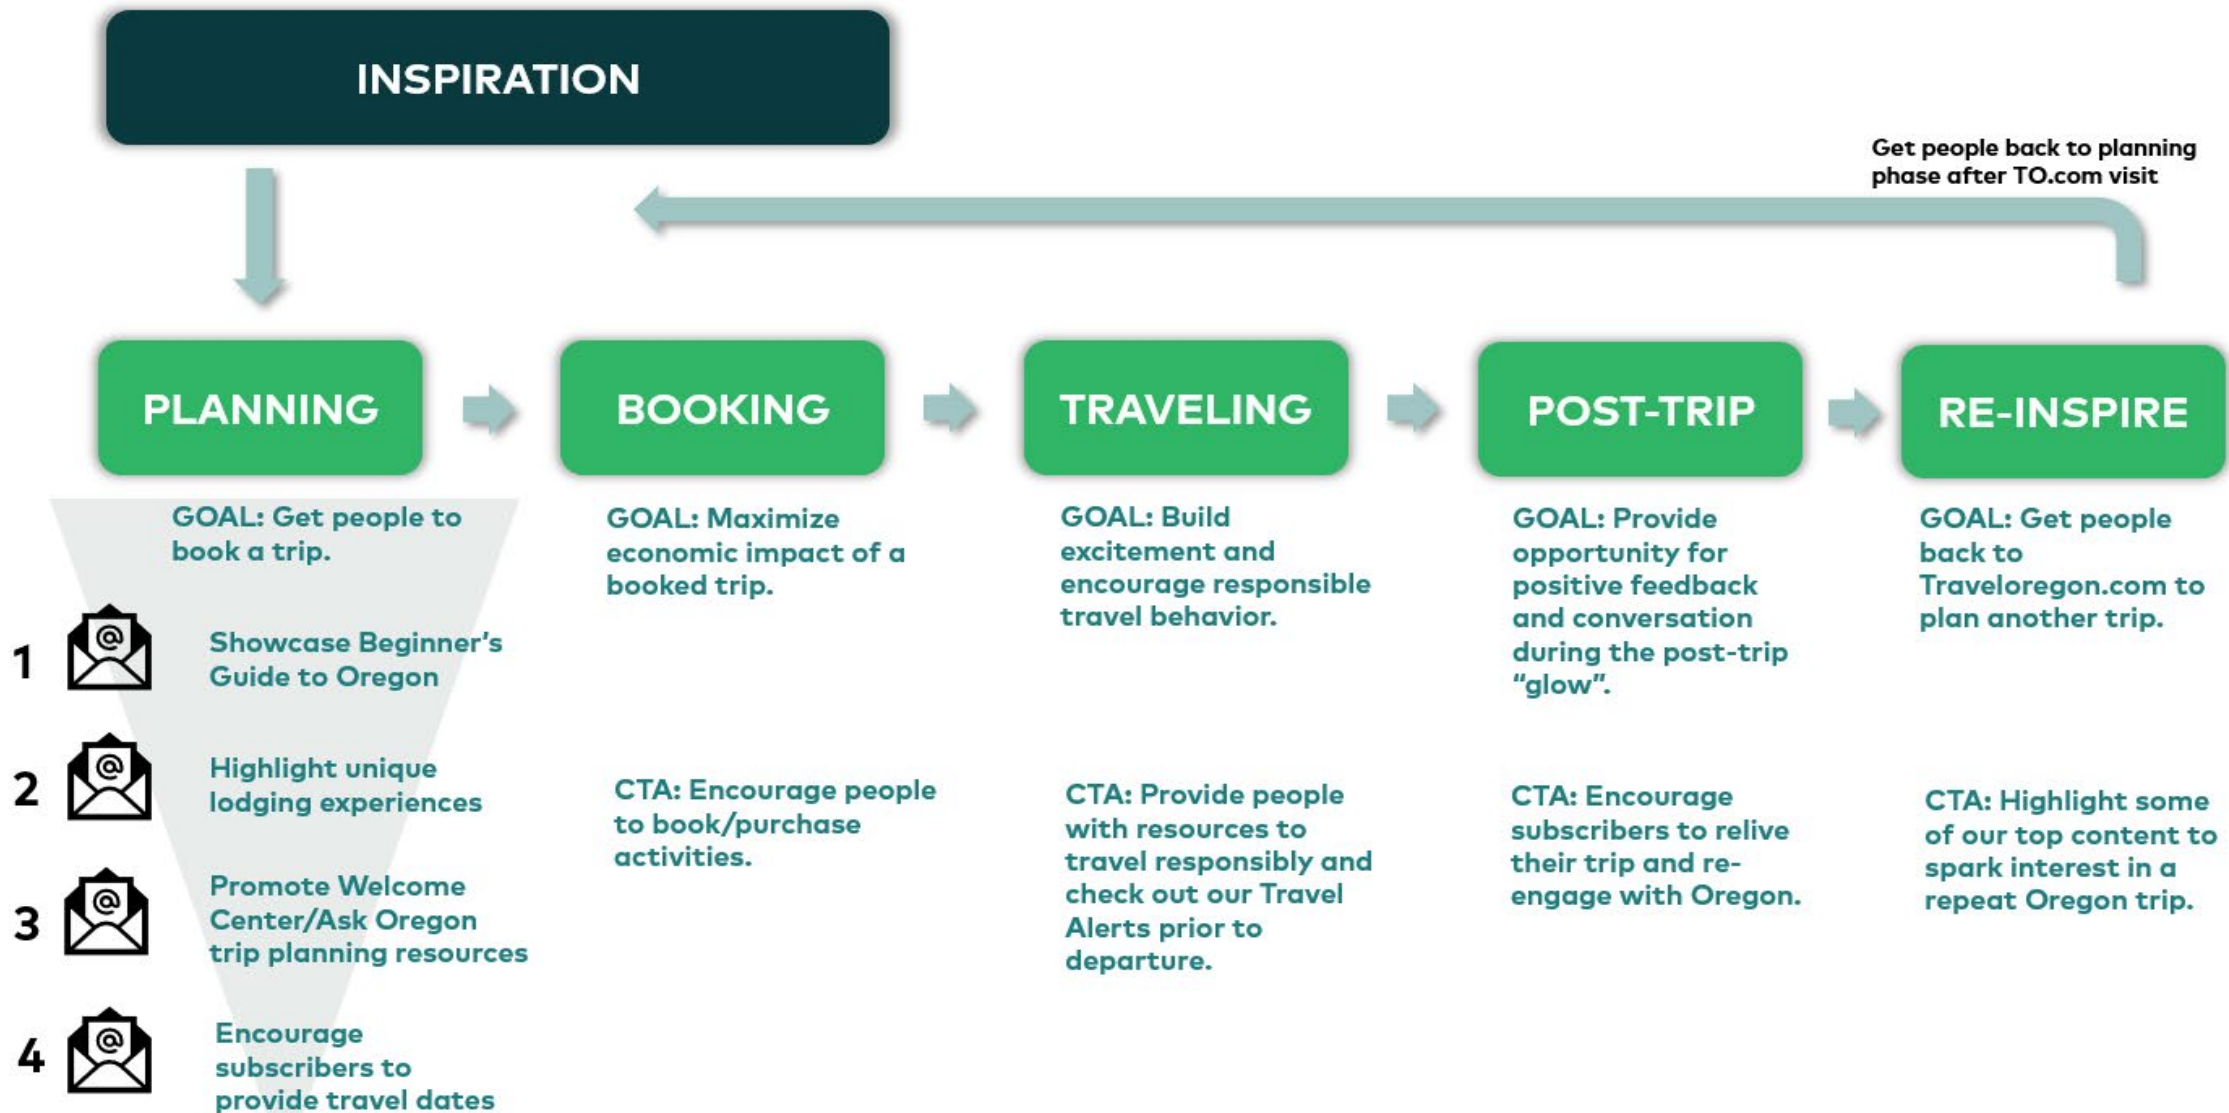 INSPIRATION
Get people back to planning
phase after TO.com visit
PLANNING
BOOKING
TRAVELING
POST-TRIP
RE-INSPIRE
GOAL: Get people to
book a trip.
1
@
Showcase Beginner's
Guide to Oregon
2
@
Highlight unique
lodging experiences
3
@
Promote Welcome
Center/Ask Oregon
trip planning resources
4
@
Encourage
subscribers to
provide travel dates
GOAL: Maximize
economic impact of a
booked trip.
CTA: Encourage people
to book/purchase
activities.
GOAL: Build
excitement and
encourage responsible
travel behavior.
CTA: Provide people
with resources to
travel responsibly and
check out our Travel
Alerts prior to
departure.
GOAL: Provide
opportunity for
positive feedback
and conversation
during the post-trip
“glow”.
CTA: Encourage
subscribers to relive
their trip and re-
engage with Oregon.
GOAL: Get people
back to
Traveloregon.com to
plan another trip.
CTA: Highlight some
of our top content to
spark interest in a
repeat Oregon trip.